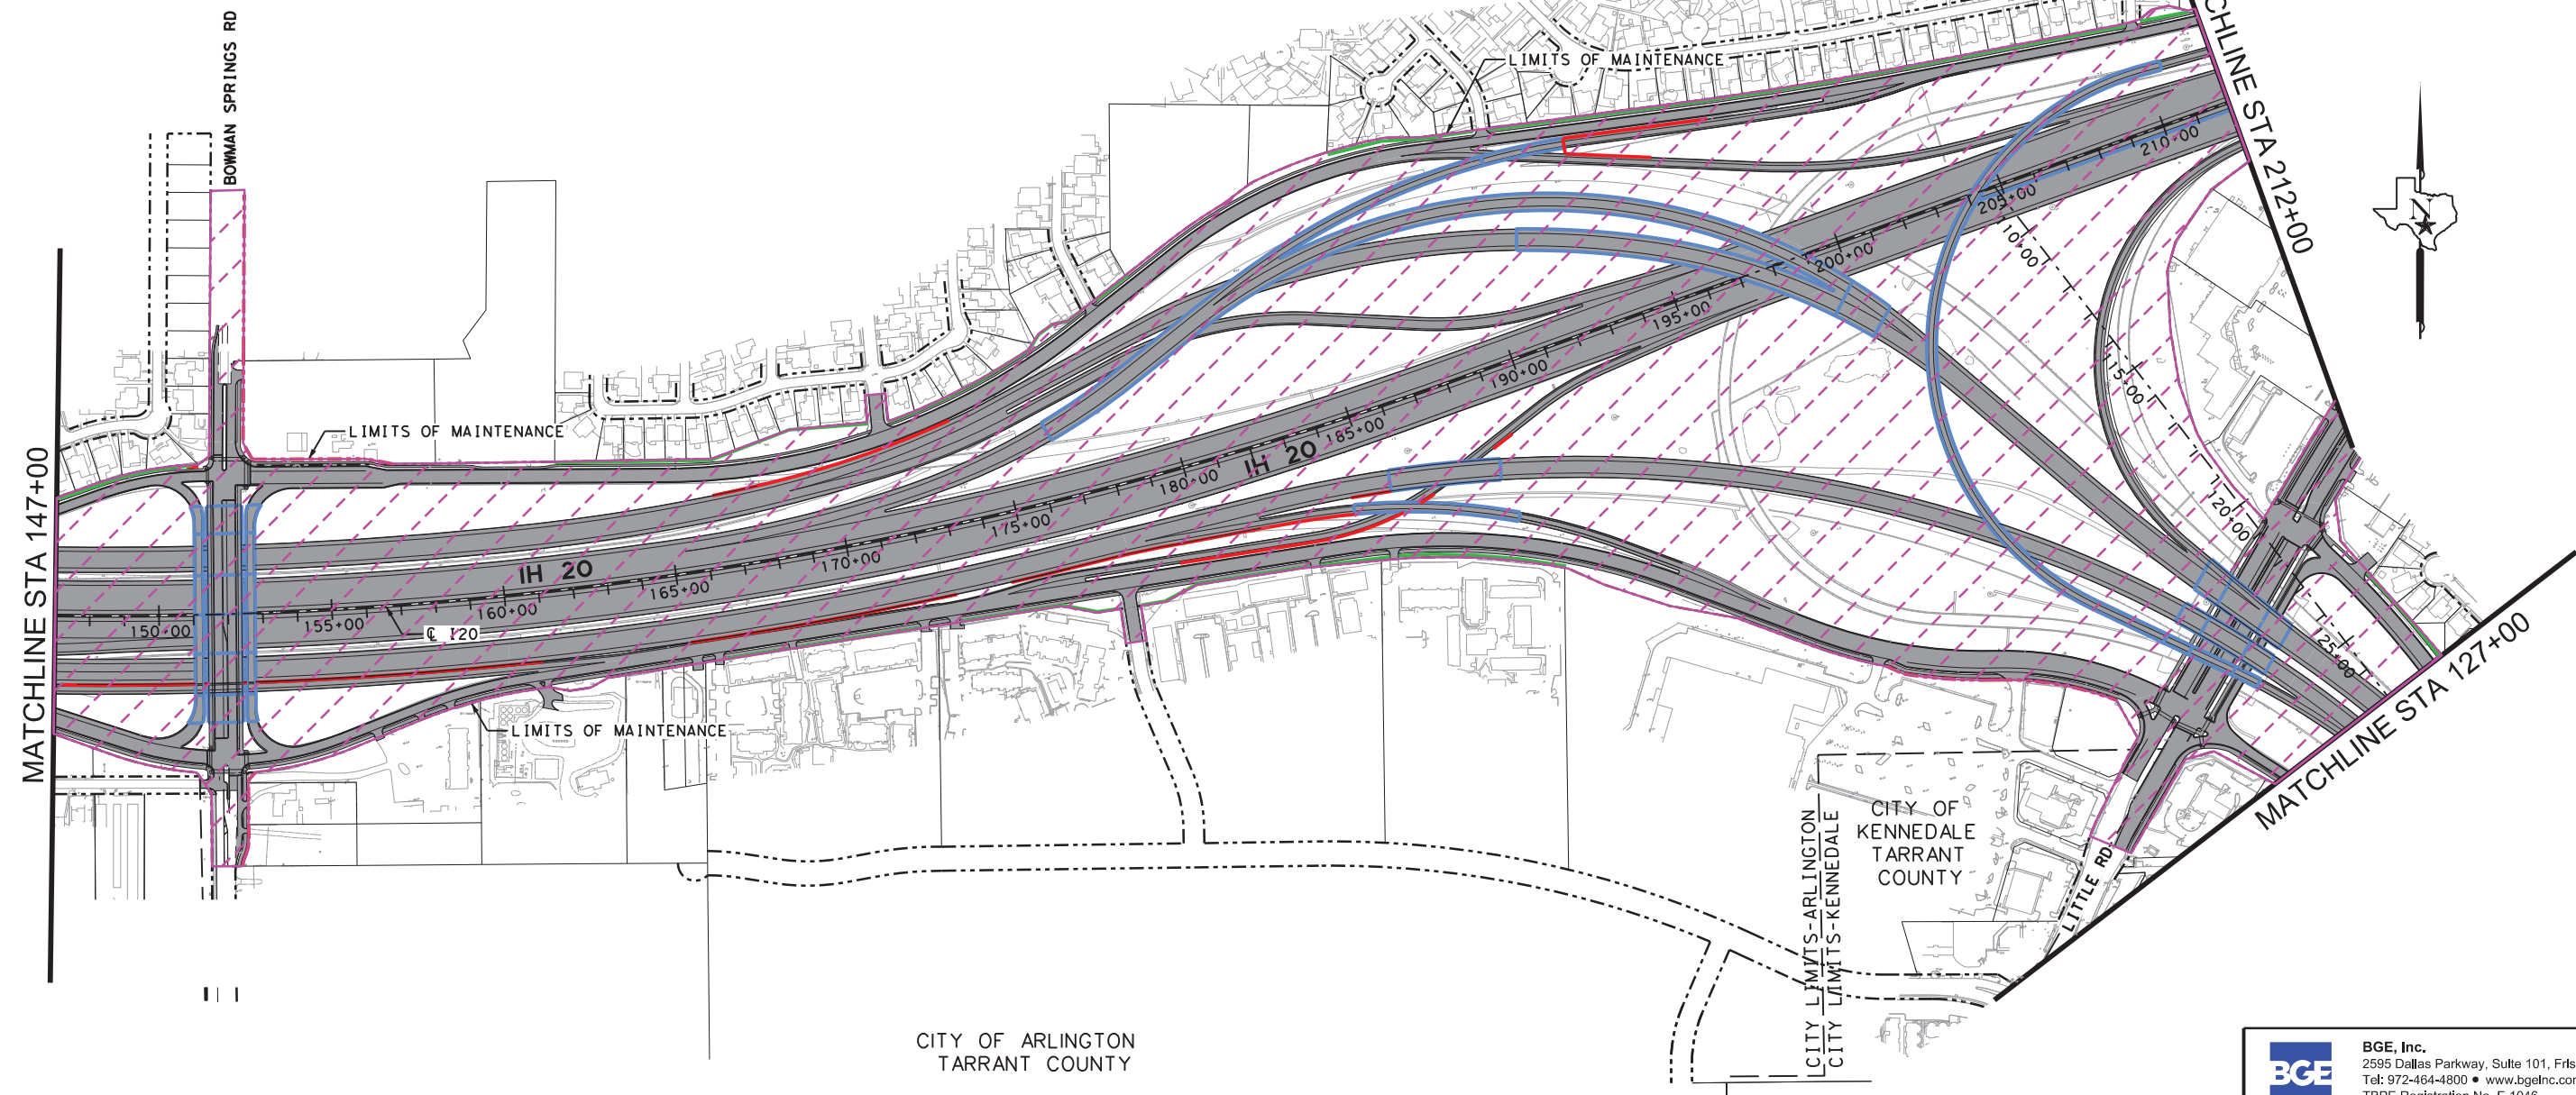 BOWMAN SPRINGS RD
LIMITS OF MAINTENANCE
CHLINE STA 212+00
210+00
205+00
200+00
195+00
190+00
185+00
180+00
175+00
170+00
165+00
160+00
155+00
150+00
10+00
15+00
120+00
125+00
N
LIMITS OF MAINTENANCE
IH 20
IH 20
℄ I20
MATCHLINE STA 147+00
LIMITS OF MAINTENANCE
MATCHLINE STA 127+00
CITY OF
KENNEDALE
TARRANT
COUNTY
CITY LIMITS-ARLINGTON
CITY LIMITS-KENNEDALE
LITTLE RD
CITY OF ARLINGTON
TARRANT COUNTY
BGE
BGE, Inc.
2595 Dallas Parkway, Suite 101, Fris
Tel: 972-464-4800 ● www.bgeinc.com
TBPE Registration No. F-1046